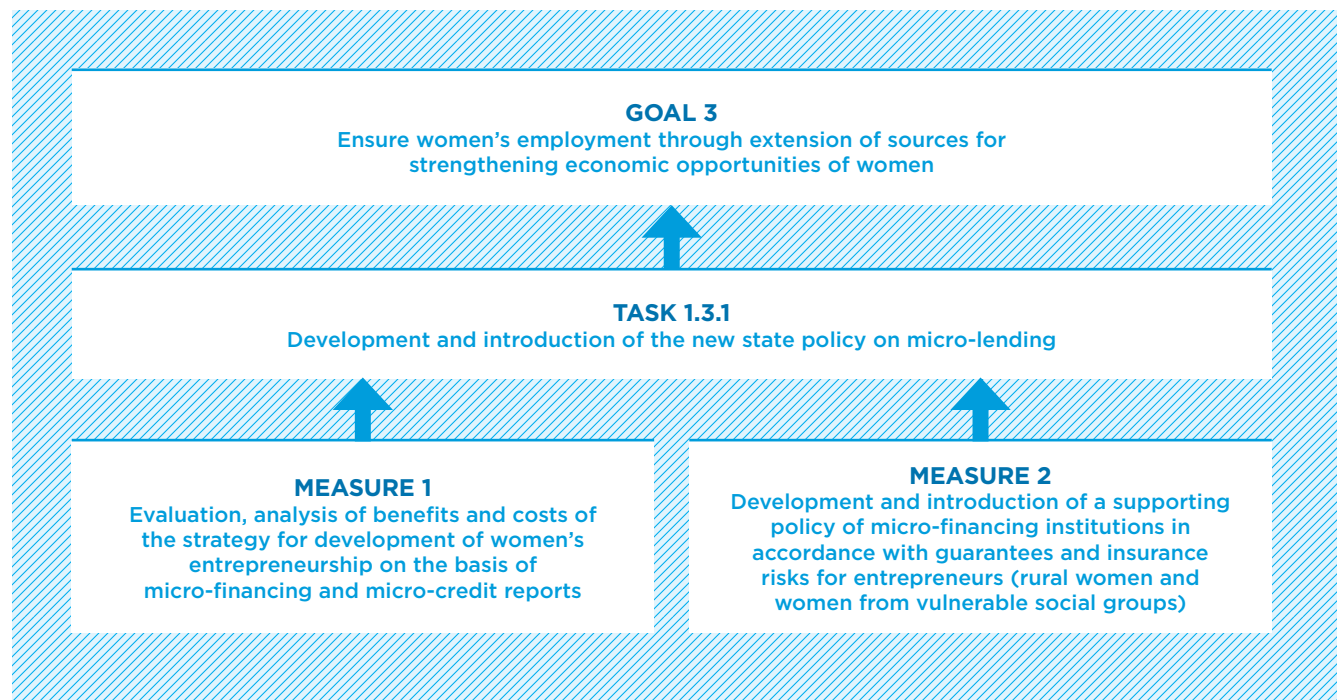 GOAL 3
Ensure women’s employment through extension of sources for
strengthening economic opportunities of women
TASK 1.3.1
Development and introduction of the new state policy on micro-lending
MEASURE 1
Evaluation, analysis of benefits and costs of
the strategy for development of women’s
entrepreneurship on the basis of
micro-financing and micro-credit reports
MEASURE 2
Development and introduction of a supporting
policy of micro-financing institutions in
accordance with guarantees and insurance
risks for entrepreneurs (rural women and
women from vulnerable social groups)